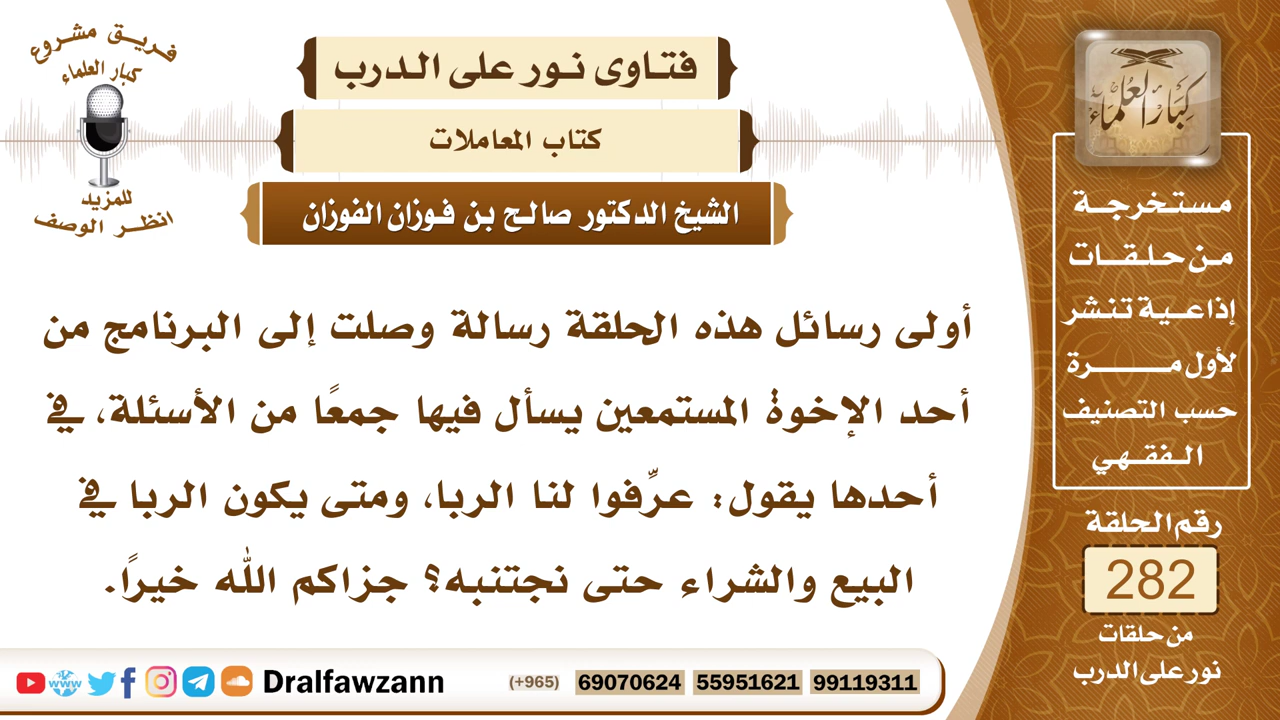 فريق مشروع
كبار العلماء
للمزيد
انظر الوصف
فتاوى نور على الدرب
كتاب المعاملات
الشيخ الدكتور صالح بن فوزان الفوزان
أولى رسائل هذه الحلقة رسالة وصلت إلى البرنامج من
أحد الإخوة المستمعين يسأل فيها جمعًا من الأسئلة، في
أحدها يقول: عرِّفوا لنا الربا، ومتى يكون الربا في
البيع والشراء حتى نجتنبه؟ جزاكم الله خيرًا.
كبار العلماء
مستخرجة
من حلقات
إذاعية تنشر
لأول مرة
حسب التصنيف
الفقهي
رقم الحلقة
282
من حلقات
نور على الدرب
www Dralfawzann (+965) 69070624 55951621 99119311